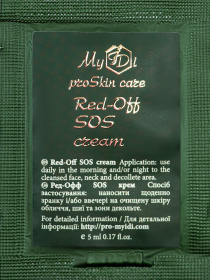 MyIDi
proSkin care
Red-Off
SOS
cream
Red-Off SOS cream Application: use
daily in the morning and/or night to the
cleansed face, neck and decollete area.
Ред-Офф SOS крем Спосіб
застосування: наносити щоденно
зранку і/або ввечері на очищену шкіру
обличчя, шиї та зони декольте.
For detailed information / Для детальної
інформації: http://pro-myidi.com
e 5 ml 0.17 fl.oz.